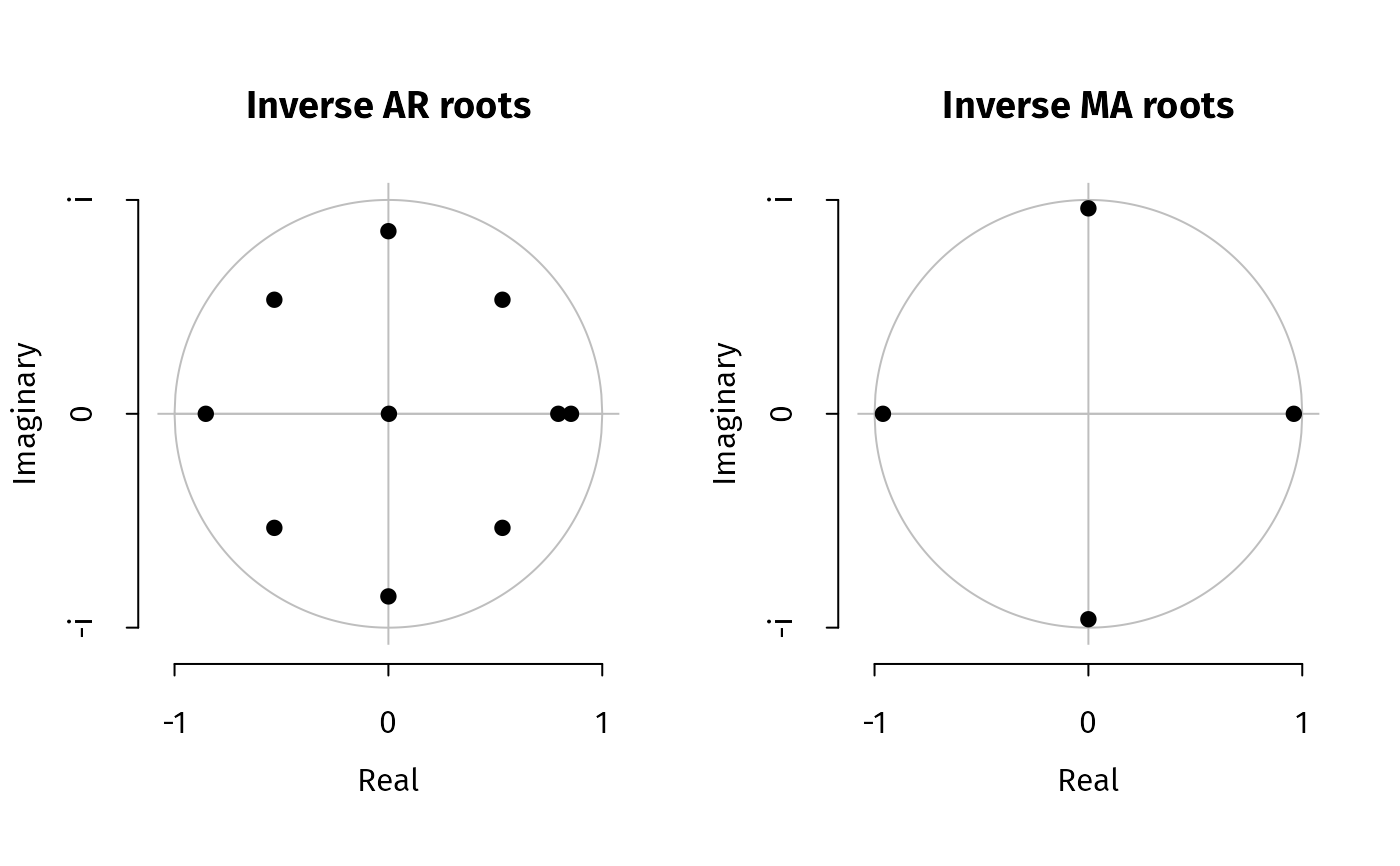 Inverse AR roots
i
0
-i
Imaginary
-1 0 1
Real
Inverse MA roots
i
0
-i
Imaginary
-1 0 1
Real